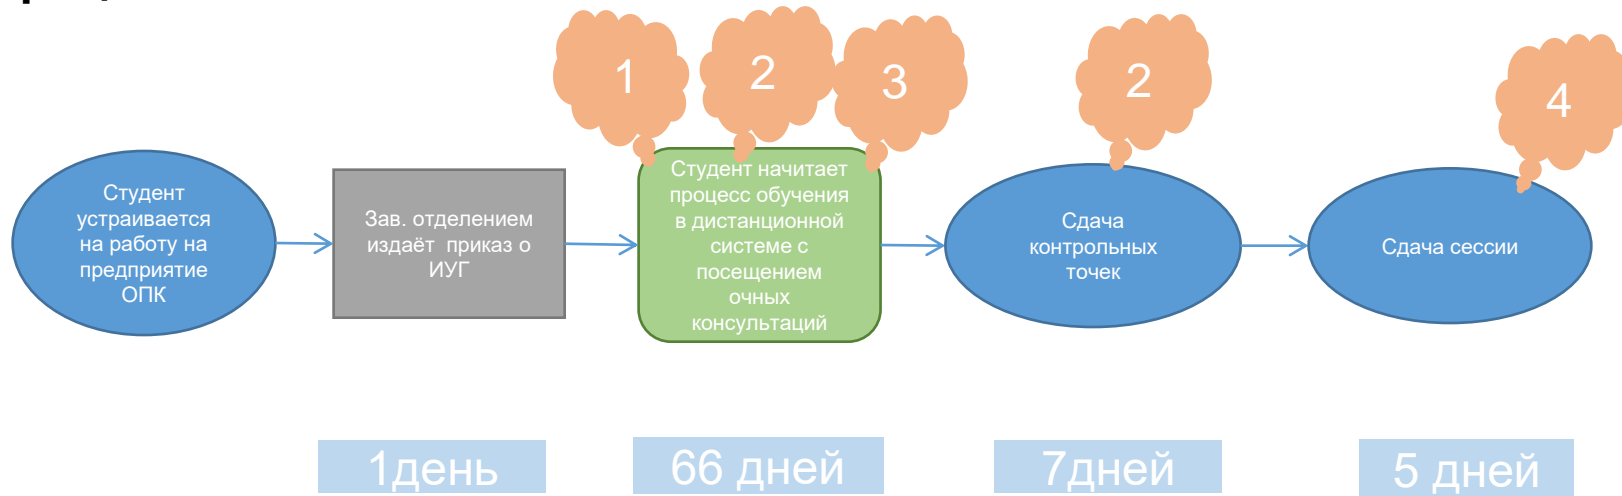 1
2
3
2
4
Студент
устраивается
на работу на
предприятие
ОПК
Зав. отделением
издаёт приказ о
ИУГ
Студент начитает
процесс обучения
в дистанционной
системе с
посещением
очных
консультаций
Сдача
контрольных
точек
Сдача сессии
1день
66 дней
7дней
5 дней